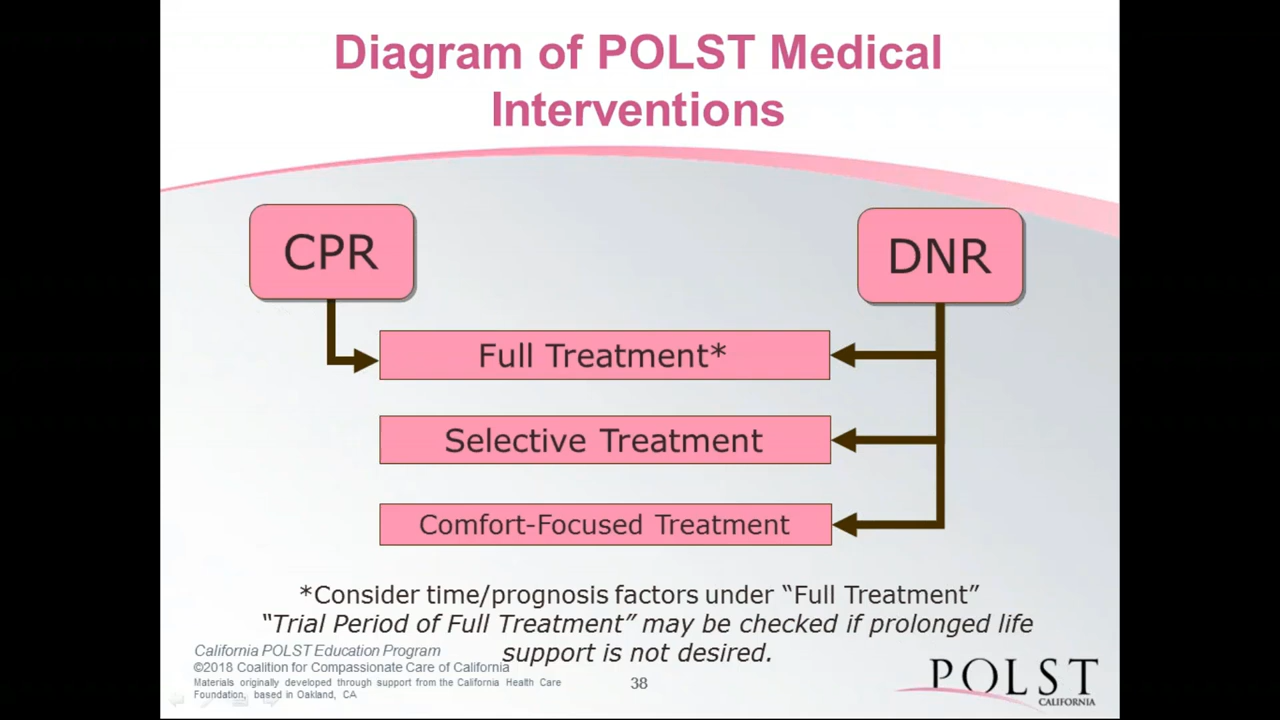 Diagram of POLST Medical
Interventions
CPR
DNR
Full Treatment*
Selective Treatment
Comfort-Focused Treatment
*Consider time/prognosis factors under “Full Treatment”
“Trial Period of Full Treatment” may be checked if prolonged life
support is not desired.
California POLST Education Program
©2018 Coalition for Compassionate Care of California
Materials originally developed through support from the California Health Care
Foundation, based in Oakland, CA
38
POLST
CALIFORNIA